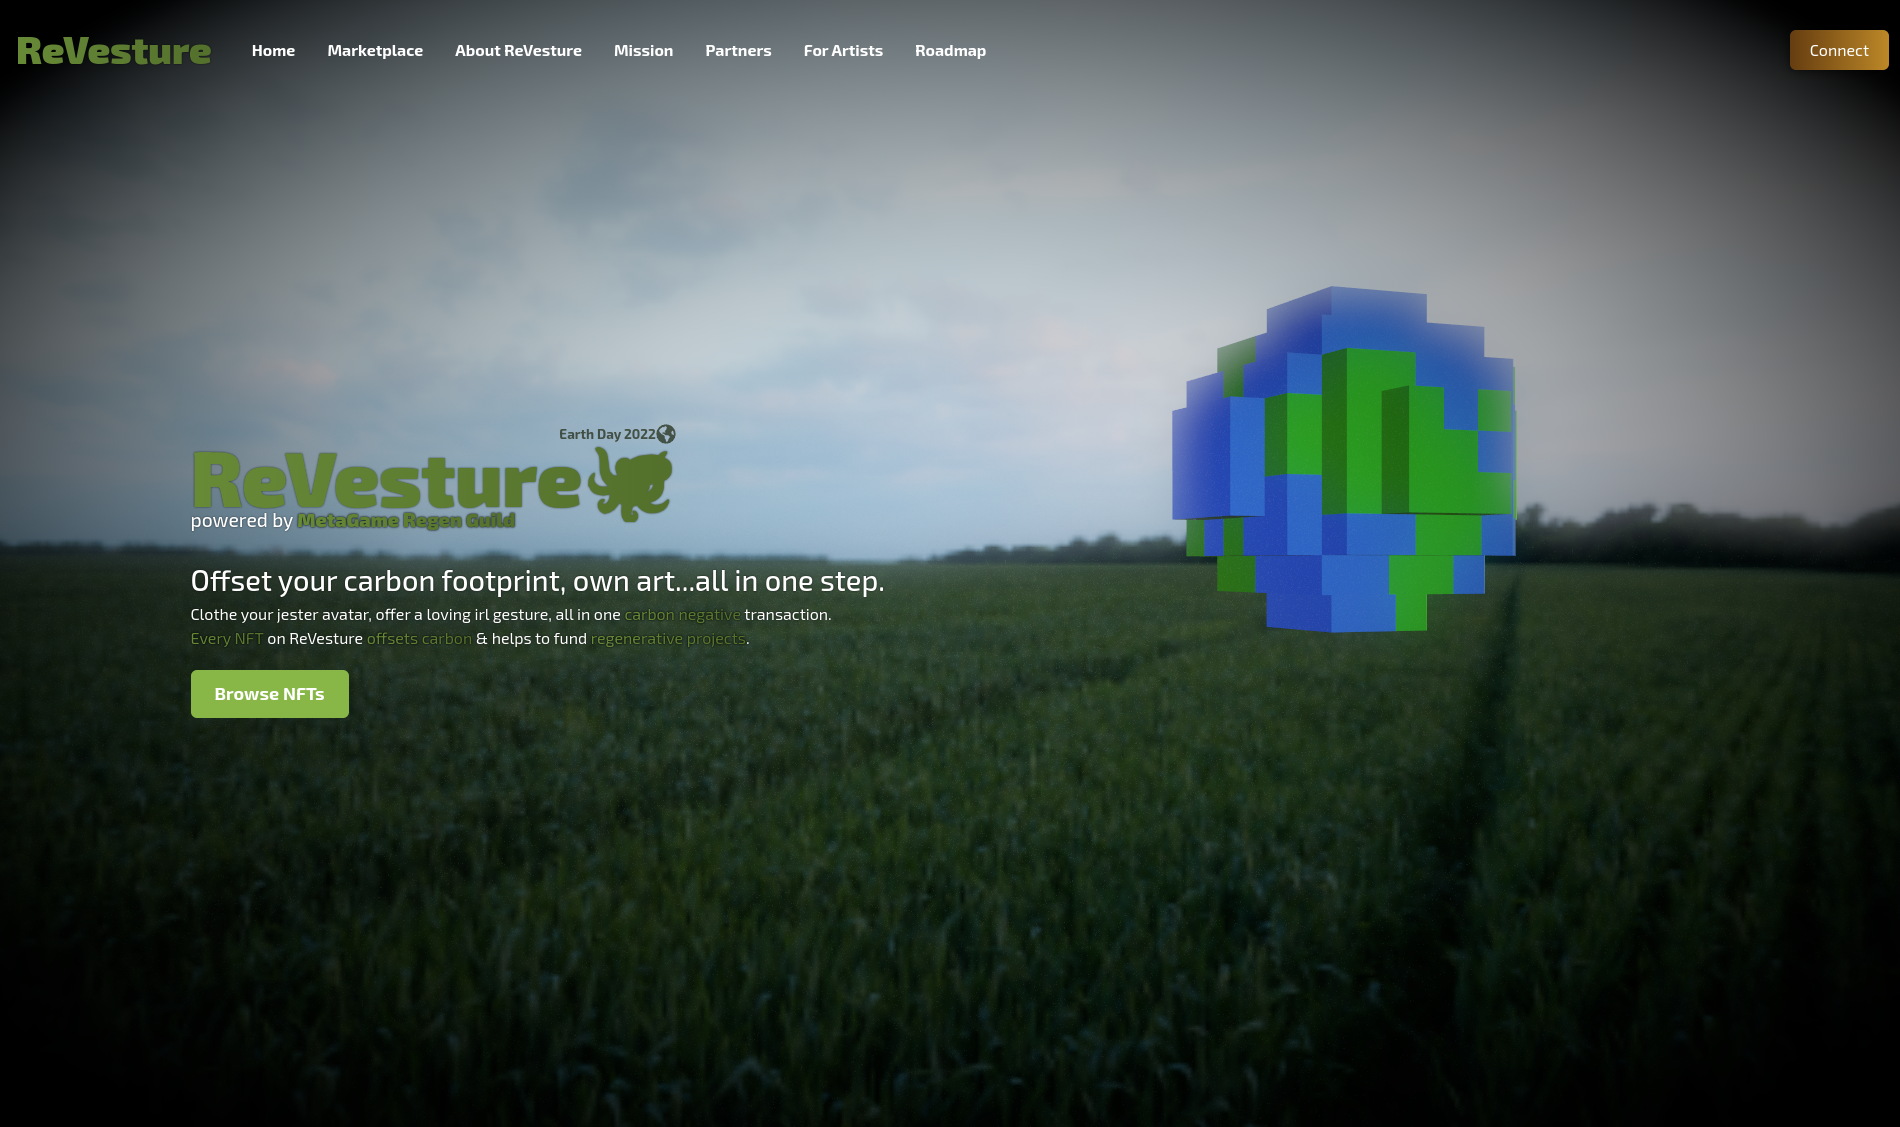 ReVesture
Home
Marketplace
About ReVesture
Mission
Partners
For Artists
Roadmap
Connect
Earth Day 2022
ReVesture
powered by MetaGame Regen Guild
Offset your carbon footprint, own art...all in one step.
Clothe your jester avatar, offer a loving irl gesture, all in one carbon negative transaction.
Every NFT on ReVesture offsets carbon & helps to fund regenerative projects.
Browse NFTs